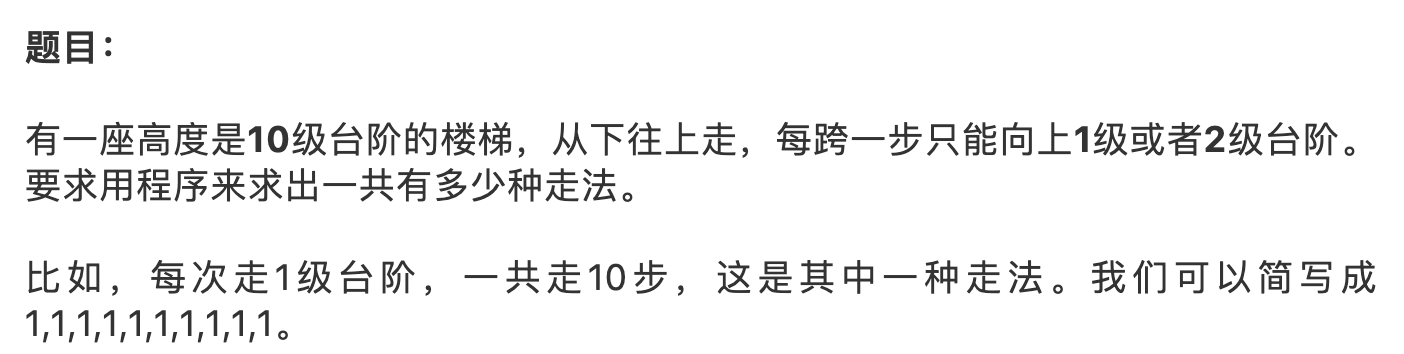 题目：
有一座高度是10级台阶的楼梯，从下往上走，每跨一步只能向上1级或者2级台阶。
要求用程序来求出一共有多少种走法。
比如，每次走1级台阶，一共走10步，这是其中一种走法。我们可以简写成
1,1,1,1,1,1,1,1,1,1。